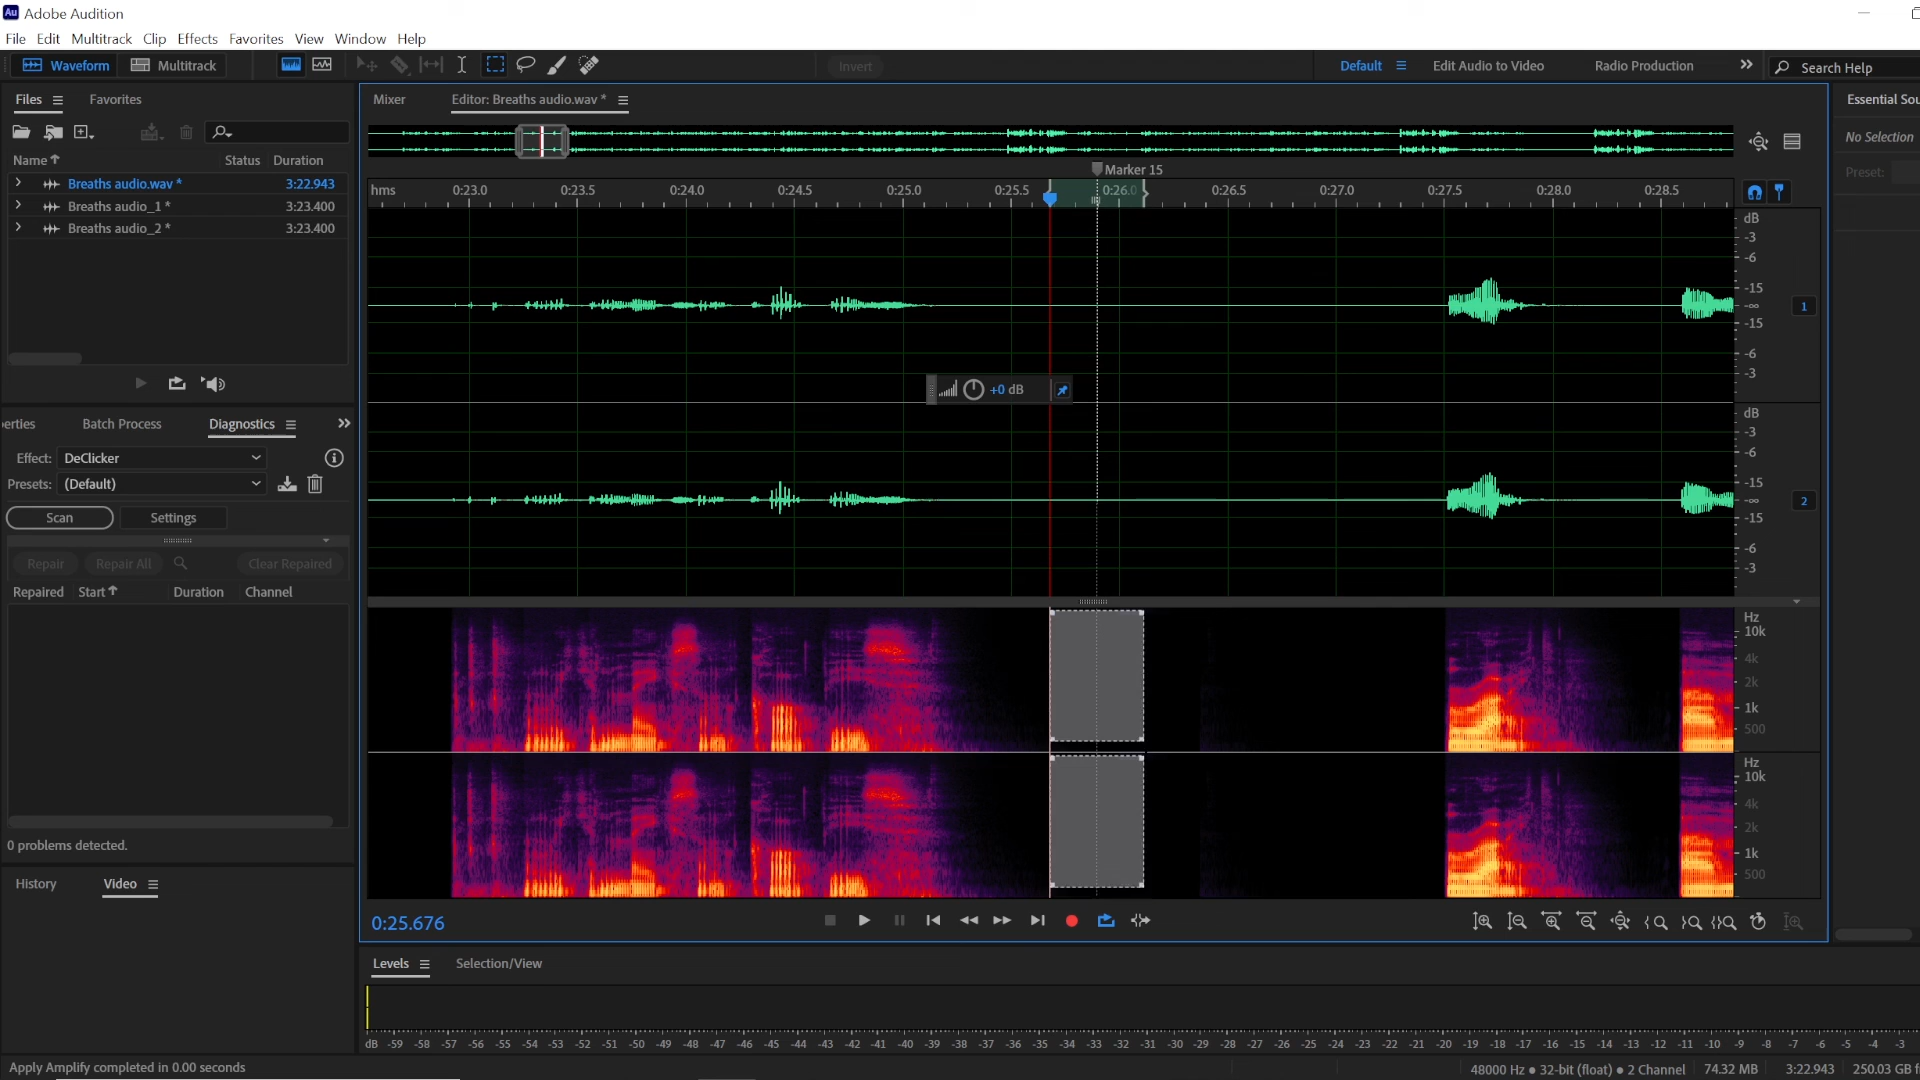 Au Adobe Audition
File Edit Multitrack Clip Effects Favorites View Window Help
Waveform Multitrack Invert Default Edit Audio to Video Radio Production Search Help
Files Favorites
Name Status Duration
Breaths audio.wav * 3:22.943
Breaths audio_1 * 3:23.400
Breaths audio_2 * 3:23.400
erties Batch Process Diagnostics
Effect: DeClicker
Presets: (Default)
Scan Settings
Repair Repair All Clear Repaired
Repaired Start Duration Channel
0 problems detected.
History Video
Mixer Editor: Breaths audio.wav *
Marker 15
hms 0:23.0 0:23.5 0:24.0 0:24.5 0:25.0 0:25.5 0:26.0 0:26.5 0:27.0 0:27.5 0:28.0 0:28.5
dB
-3
-6
-15
-∞ 1
-15
-6
-3
+0 dB
dB
-3
-6
-15
-∞ 2
-15
-6
-3
Hz
10k
4k
2k
1k
500
Hz
10k
4k
2k
1k
500
0:25.676
Essential Sou
No Selection
Preset:
Levels Selection/View
dB -59 -58 -57 -56 -55 -54 -53 -52 -51 -50 -49 -48 -47 -46 -45 -44 -43 -42 -41 -40 -39 -38 -37 -36 -35 -34 -33 -32 -31 -30 -29 -28 -27 -26 -25 -24 -23 -22 -21 -20 -19 -18 -17 -16 -15 -14 -13 -12 -11 -10 -9 -8 -7 -6 -5 -4 -3
Apply Amplify completed in 0.00 seconds 48000 Hz ● 32-bit (float) ● 2 Channel 74.32 MB 3:22.943 250.03 GB f